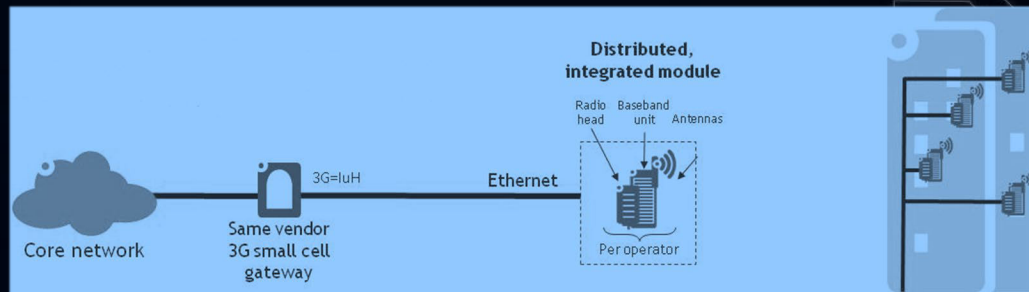 Distributed,
integrated module
Radio head
Baseband unit
Antennas
3G=IuH
Ethernet
Core network
Same vendor
3G small cell
gateway
Per operator